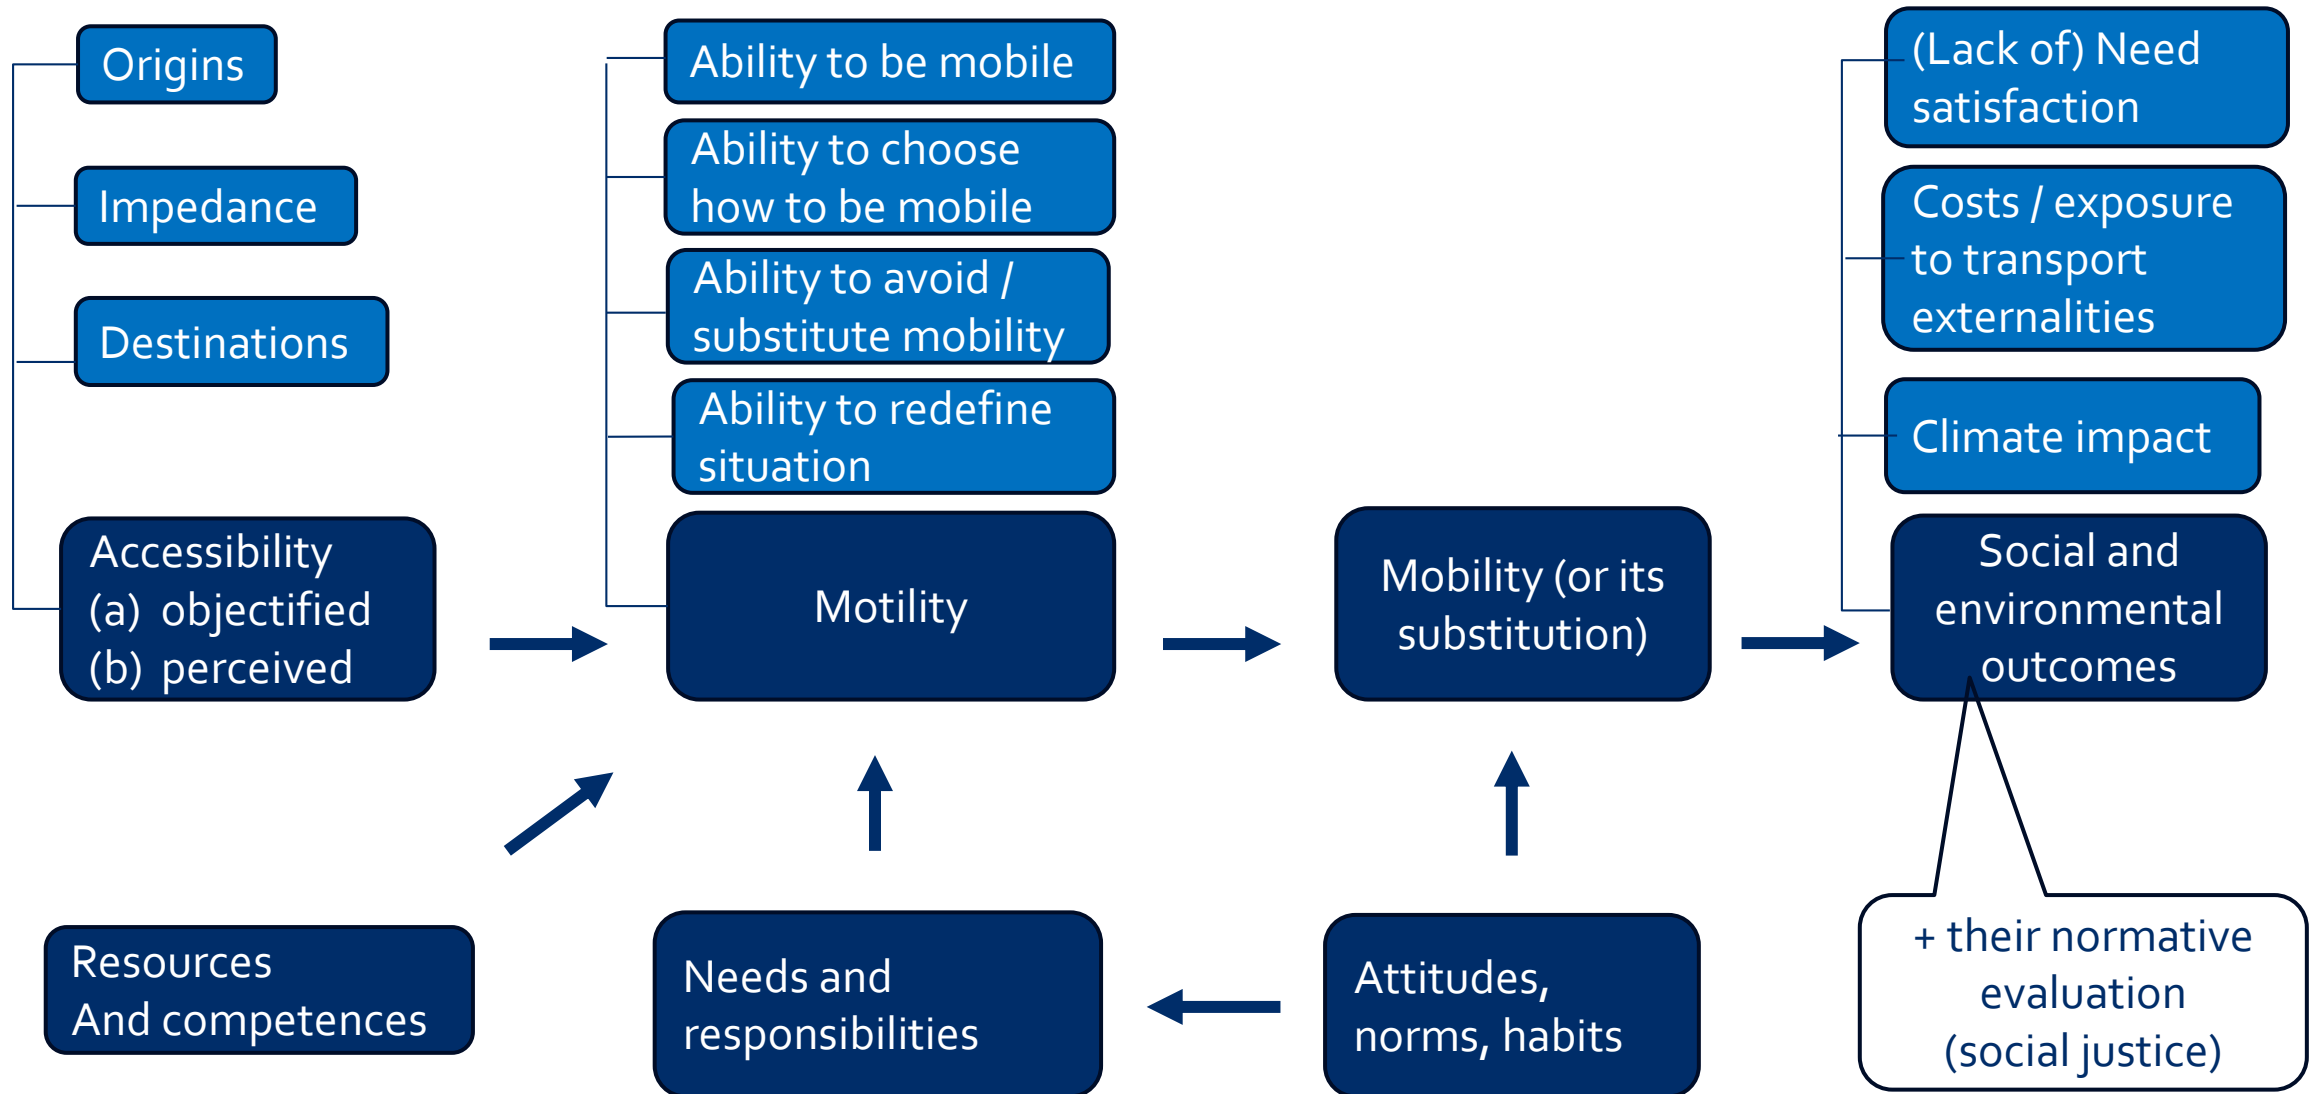 Origins
Impedance
Destinations
Accessibility
(a) objectified
(b) perceived
Ability to be mobile
Ability to choose
how to be mobile
Ability to avoid /
substitute mobility
Ability to redefine
situation
Motility
Mobility (or its
substitution)
(Lack of) Need
satisfaction
Costs / exposure
to transport
externalities
Climate impact
Social and
environmental
outcomes
Resources
And competences
Needs and
responsibilities
Attitudes,
norms, habits
+ their normative
evaluation
(social justice)